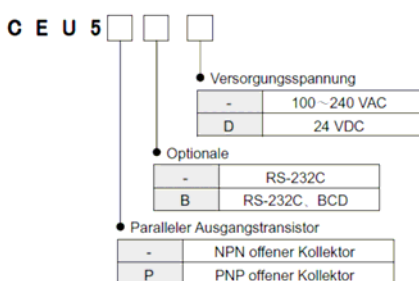 C E U 5
Versorgungsspannung
- 100～240 VAC
D 24 VDC
Optionale
- RS-232C
B RS-232C、BCD
Paralleler Ausgangstransistor
- NPN offener Kollektor
P PNP offener Kollektor